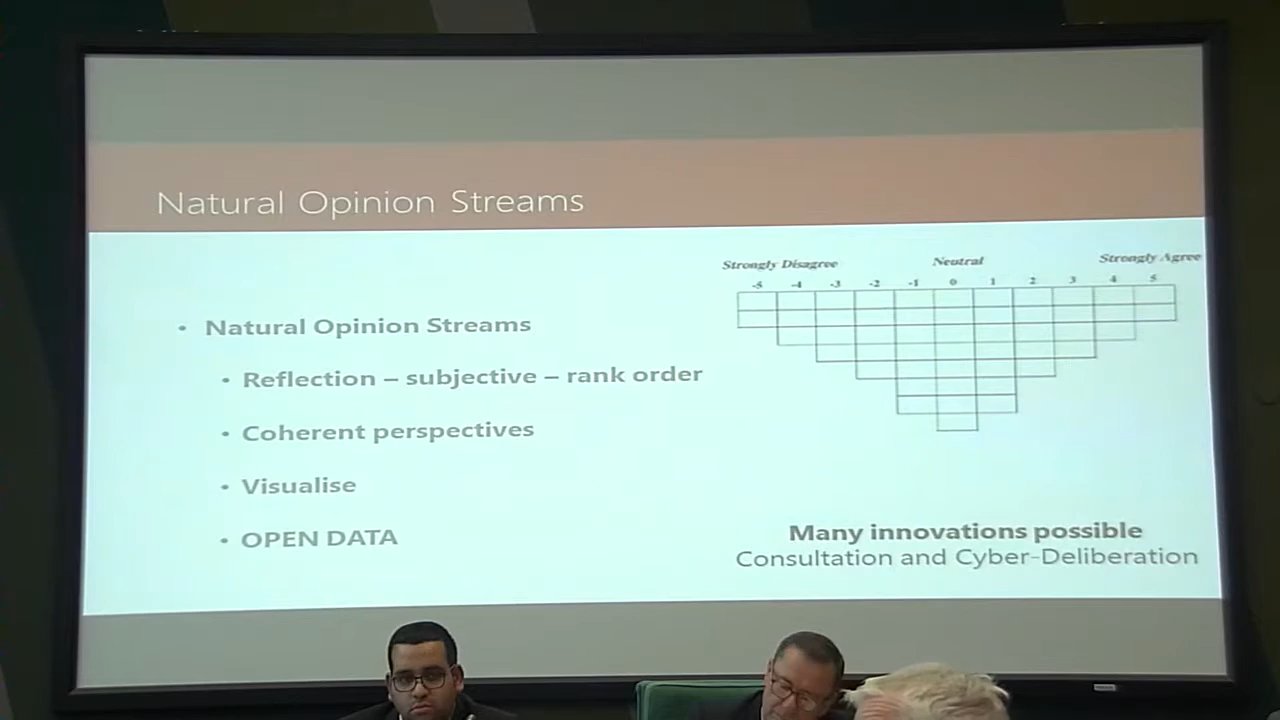 Natural Opinion Streams
• Natural Opinion Streams
• Reflection – subjective – rank order
• Coherent perspectives
• Visualise
• OPEN DATA
Strongly Disagree Neutral Strongly Agree
-5 -4 -3 -2 -1 0 1 2 3 4 5
Many innovations possible
Consultation and Cyber-Deliberation